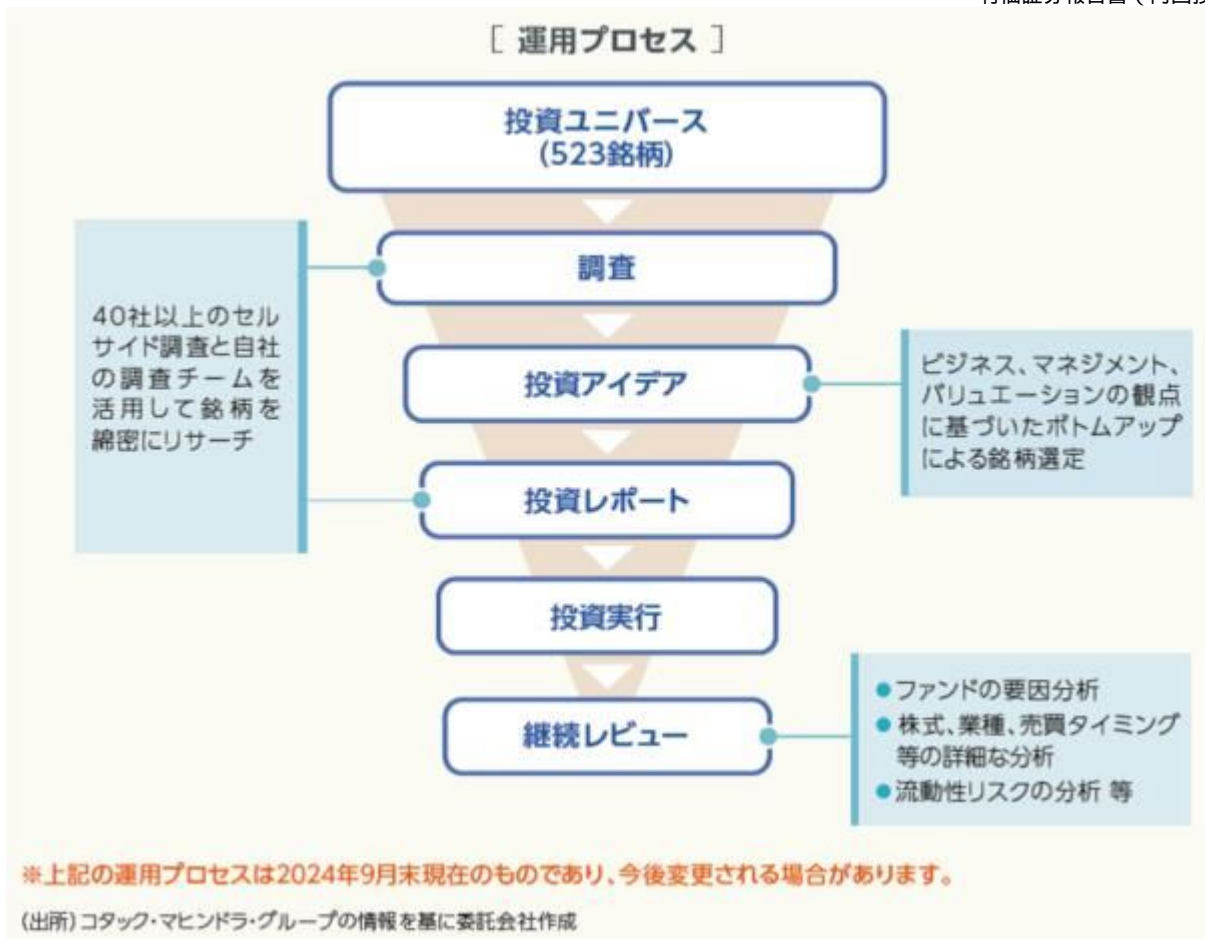 [ 運用プロセス ]
投資ユニバース
(523銘柄)
調査
40社以上のセル
サイド調査と自社
の調査チームを
活用して銘柄を
綿密にリサーチ
投資アイデア
ビジネス、マネジメント、
バリュエーションの観点
に基づいたボトムアップ
による銘柄選定
投資レポート
投資実行
継続レビュー
●ファンドの要因分析
●株式、業種、売買タイミング
等の詳細な分析
●流動性リスクの分析 等
※上記の運用プロセスは2024年9月末現在のものであり、今後変更される場合があります。
(出所)コタック・マヒンドラ・グループの情報を基に委託会社作成